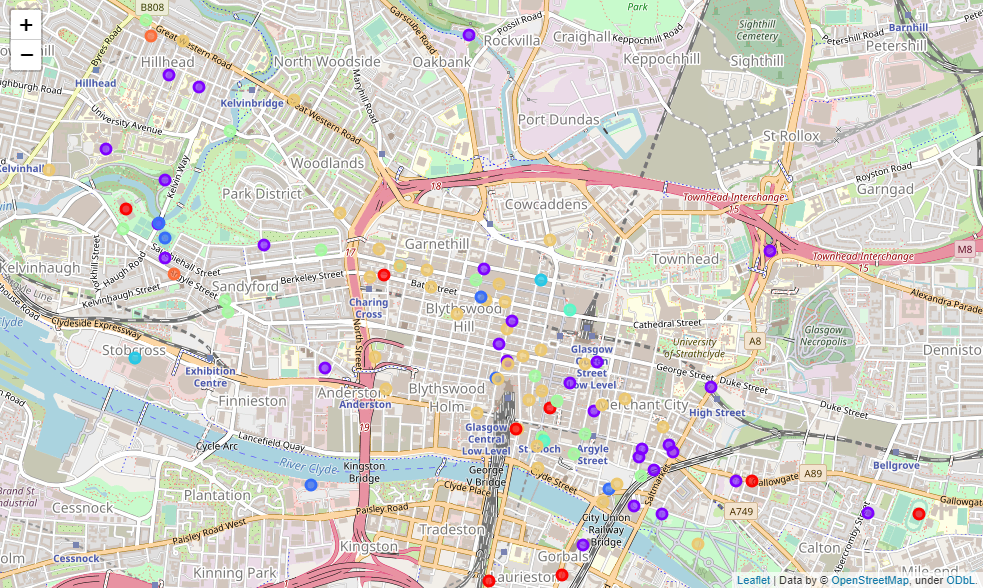 +
−
B808
Great Western Road
Byres Road
Hillhead
Hillhead
University Avenue
Kelvinbridge
North Woodside
Garscube Road
Oakbank
Possil Road
Rockvilla
Craighall
Park
Keppochhill Road
Keppochhill
Sighthill
Cemetery
Sighthill
Petershill Road
Barnhill
Petershill
Maryhill Road
Port Dundas
St Rollox
Royston Road
Garngad
Woodlands
Kelvin Way
Park District
18
Cowcaddens
Townhead Interchange
15
Townhead Interchange
15
M8
Garnethill
17
Townhead
Kelvinhaugh
Haugh Road
Sauchiehall Street
Argyle Street
Berkeley Street
Kelvinhaugh Street
Sandyford
Charing
Cross
Blythswood
Hill
Cathedral Street
Alexandra Parade
Clydeside Expressway
North Street
Glasgow
Street
Low Level
University
of Strathclyde
A8
Glasgow
Necropolis
Dennistoun
Stobcross
Exhibition
Centre
George Street
Duke Street
Duke Street
Finnieston
Anderston
Anderston
Blythswood
Holm
Merchant City
High Street
19
Lancefield Quay
Cycle Arc
River Clyde
Kingston
Bridge
Glasgow
Central
Low Level
St Enoch
Argyle
Street
George
V Bridge
Clyde Street
Clyde Place
Saltmarket
Gallowgate
A89
Bellgrove
Gallowgate
A749
Plantation
Cessnock
Paisley Road
Paisley Road West
Tradeston
City Union
Railway
Bridge
Abercromby Street
Calton
Cessnock
Kinning Park
Kingston
Gorbals
Laurieston
Mile-end
Leaflet | Data by © OpenStreetMap, under ODbL.